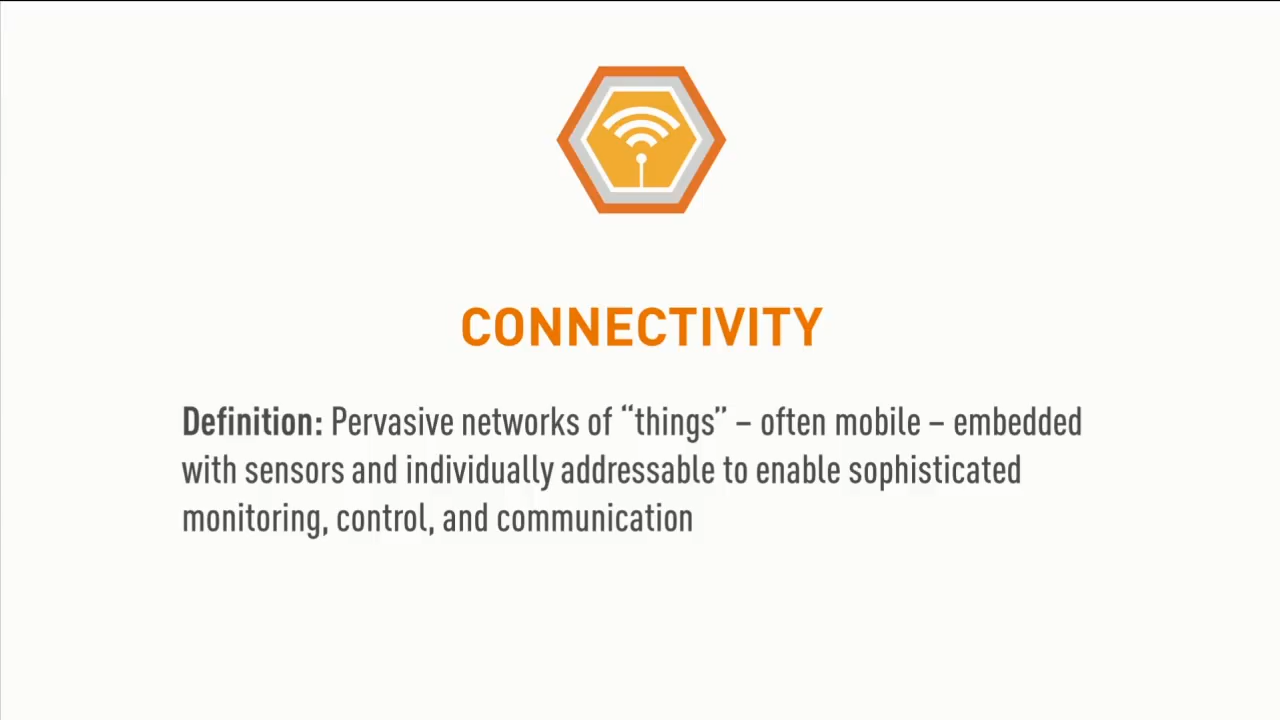 CONNECTIVITY
Definition: Pervasive networks of “things” – often mobile – embedded
with sensors and individually addressable to enable sophisticated
monitoring, control, and communication